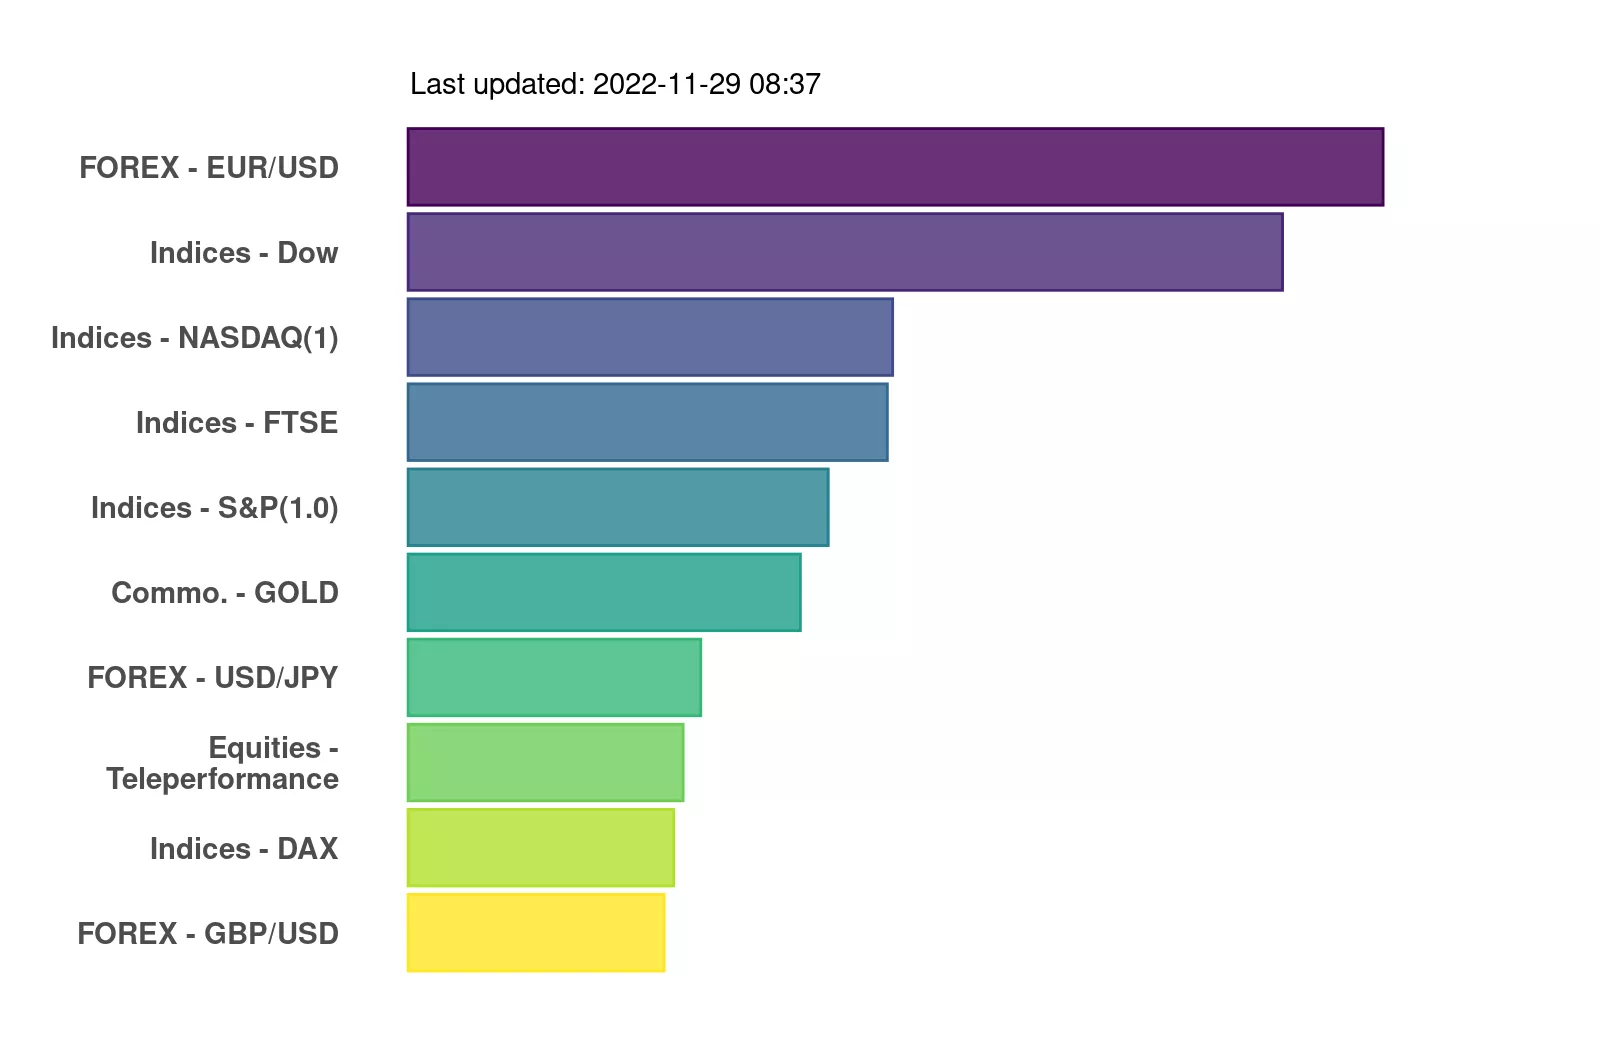 Last updated: 2022-11-29 08:37
FOREX - EUR/USD
Indices - Dow
Indices - NASDAQ(1)
Indices - FTSE
Indices - S&P(1.0)
Commo. - GOLD
FOREX - USD/JPY
Equities -
Teleperformance
Indices - DAX
FOREX - GBP/USD